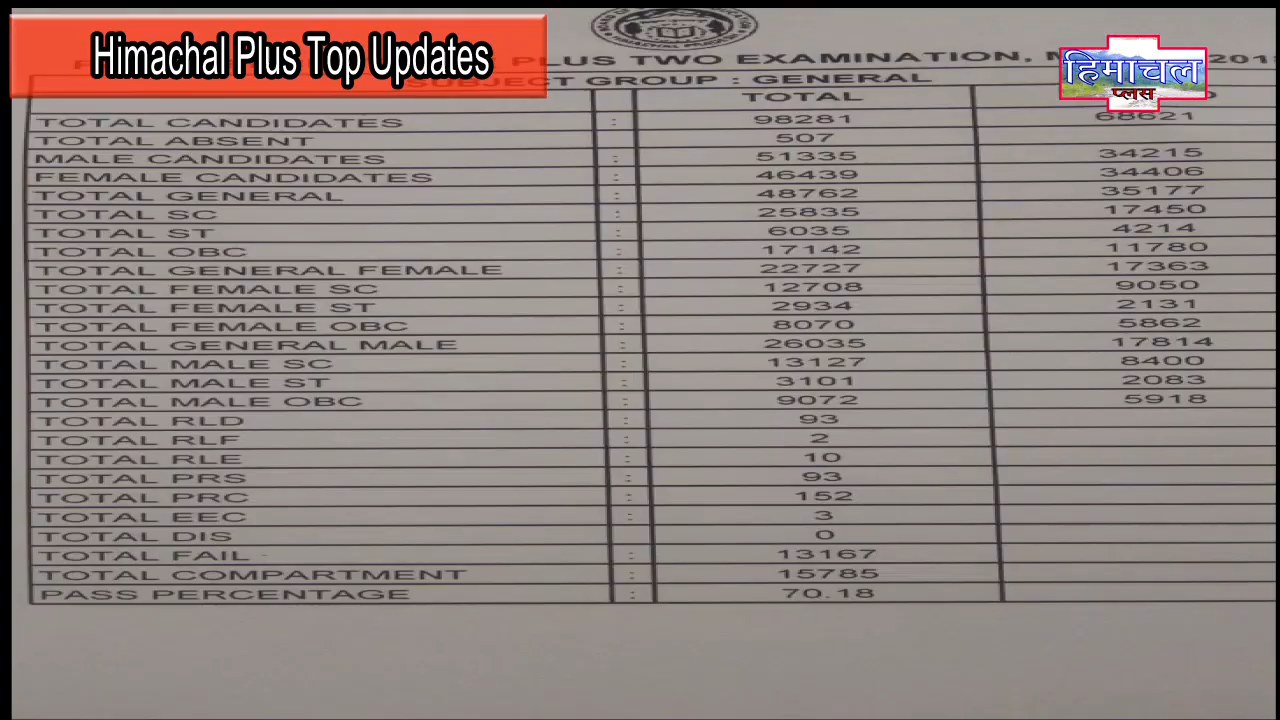 Himachal Plus Top Updates
हिमाचल
प्लस
PLUS TWO EXAMINATION,
SUBJECT GROUP : GENERAL
TOTAL
TOTAL CANDIDATES : 98281 68621
TOTAL ABSENT 507
MALE CANDIDATES : 51335 34215
FEMALE CANDIDATES : 46439 34406
TOTAL GENERAL : 48762 35177
TOTAL SC : 25835 17450
TOTAL ST : 6035 4214
TOTAL OBC : 17142 11780
TOTAL GENERAL FEMALE : 22727 17363
TOTAL FEMALE SC : 12708 9050
TOTAL FEMALE ST : 2934 2131
TOTAL FEMALE OBC : 8070 5862
TOTAL GENERAL MALE : 26035 17814
TOTAL MALE SC : 13127 8400
TOTAL MALE ST : 3101 2083
TOTAL MALE OBC : 9072 5918
TOTAL RLD : 93
TOTAL RLF : 2
TOTAL RLE : 10
TOTAL PRS : 93
TOTAL PRC : 152
TOTAL EEC : 3
TOTAL DIS 0
TOTAL FAIL : 13167
TOTAL COMPARTMENT : 15785
PASS PERCENTAGE : 70.18